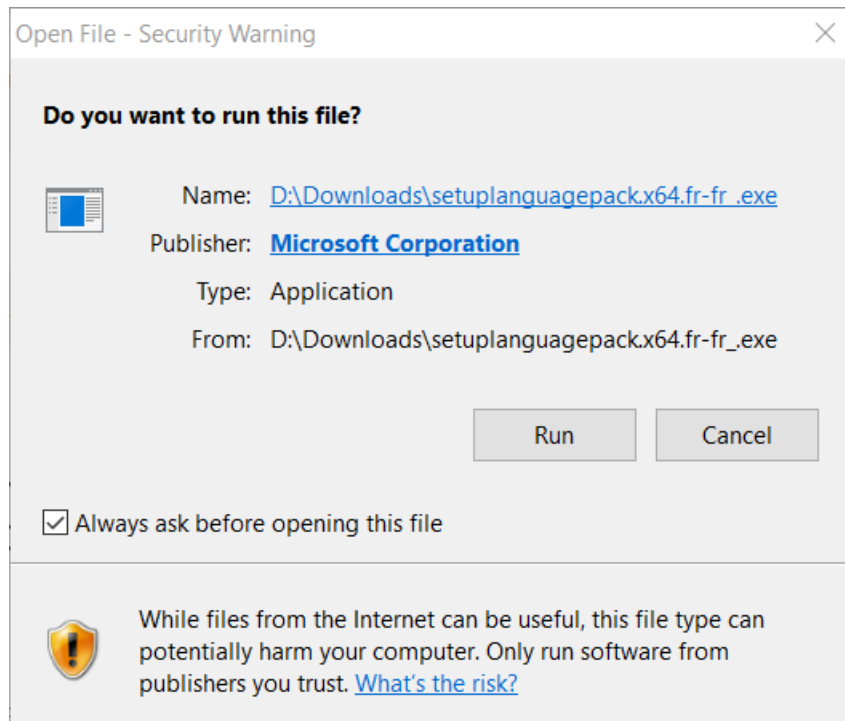 Open File - Security Warning
Do you want to run this file?
Name: D:\Downloads\setuplanguagepack.x64.fr-fr_.exe
Publisher: Microsoft Corporation
Type: Application
From: D:\Downloads\setuplanguagepack.x64.fr-fr_.exe
Run Cancel
Always ask before opening this file
While files from the Internet can be useful, this file type can
potentially harm your computer. Only run software from
publishers you trust. What's the risk?